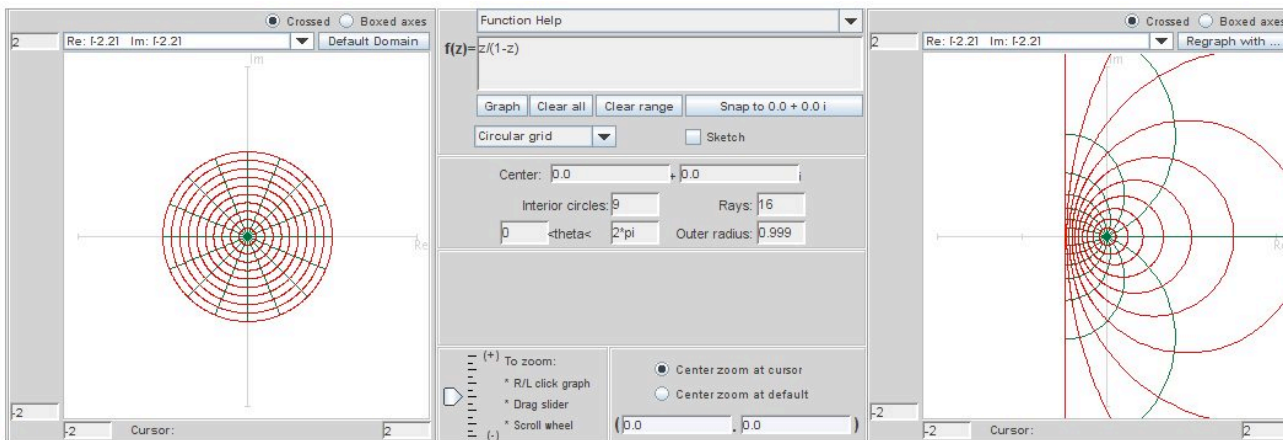 Crossed Boxed axes
2
Re: [-2.2] Im: [-2.2]
Default Domain
Im
Re
-2
-2 Cursor: 2
Function Help
f(z)= z/(1-z)
Graph Clear all Clear range Snap to 0.0 + 0.0 i
Circular grid Sketch
Center: 0.0 + 0.0 i
Interior circles: 9 Rays: 16
0 <theta< 2*pi Outer radius: 0.999
(+) To zoom:
* R/L click graph
* Drag slider
* Scroll wheel
(-)
Center zoom at cursor
Center zoom at default
( 0.0 , 0.0 )
Crossed Boxed axes
2
Re: [-2.2] Im: [-2.2]
Regraph with ...
Im
Re
-2
-2 Cursor: 2